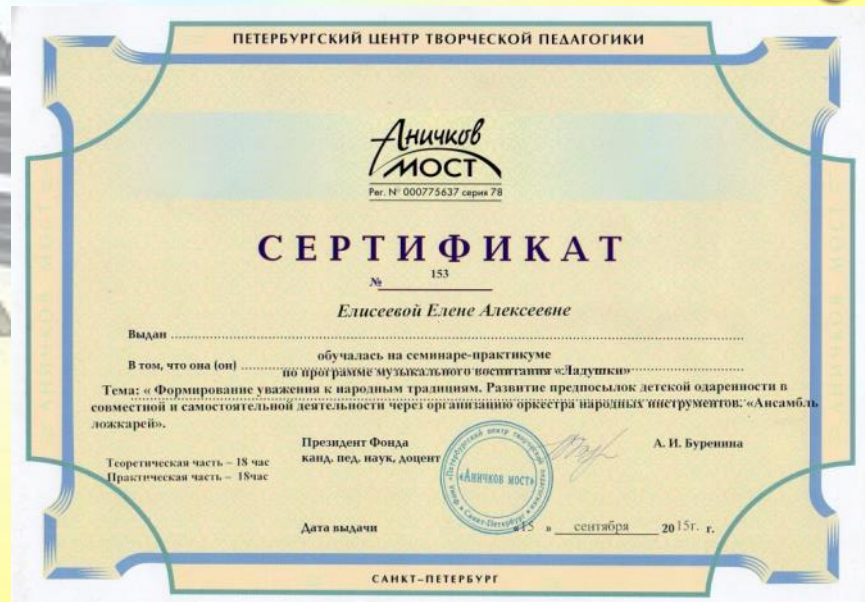 ПЕТЕРБУРГСКИЙ ЦЕНТР ТВОРЧЕСКОЙ ПЕДАГОГИКИ
Аничков
МОСТ
Рег. № 000775637 серия 78
СЕРТИФИКАТ
№ 153
Елисеевой Елене Алексеевне
Выдан
обучалась на семинаре-практикуме
В том, что она (он)
по программе музыкального воспитания «Ладушки»
Тема: « Формирование уважения к народным традициям. Развитие предпосылок детской одаренности в
совместной и самостоятельной деятельности через организацию оркестра народных инструментов. «Ансамбль
ложкарей».
Президент Фонда
канд. пед. наук, доцент
А. И. Буренина
Теоретическая часть – 18 час
Практическая часть – 18час
«Аничков мост»
Дата выдачи «15 » сентября 2015г. г.
САНКТ-ПЕТЕРБУРГ